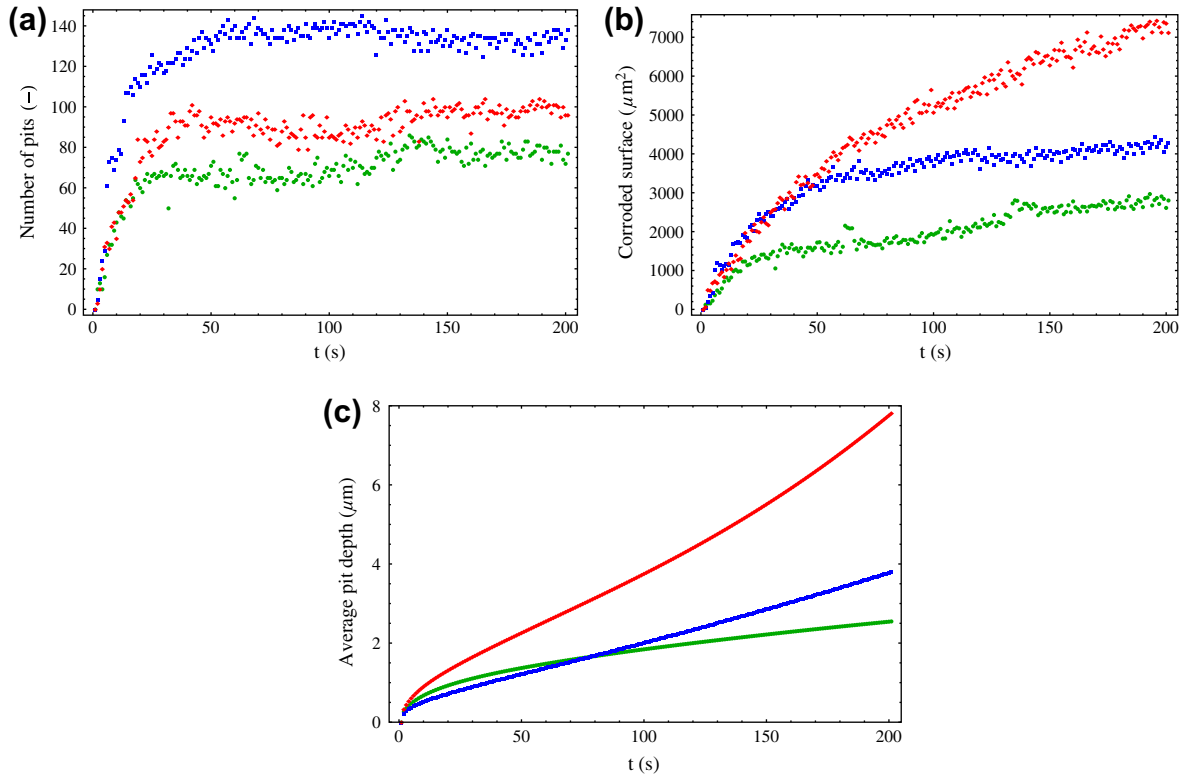 (a)
140
120
100
80
60
40
20
0
Number of pits (−)
0 50 100 150 200
t (s)
(b)
7000
6000
5000
4000
3000
2000
1000
0
Corroded surface (μm²)
0 50 100 150 200
t (s)
(c)
8
6
4
2
0
Average pit depth (μm)
0 50 100 150 200
t (s)